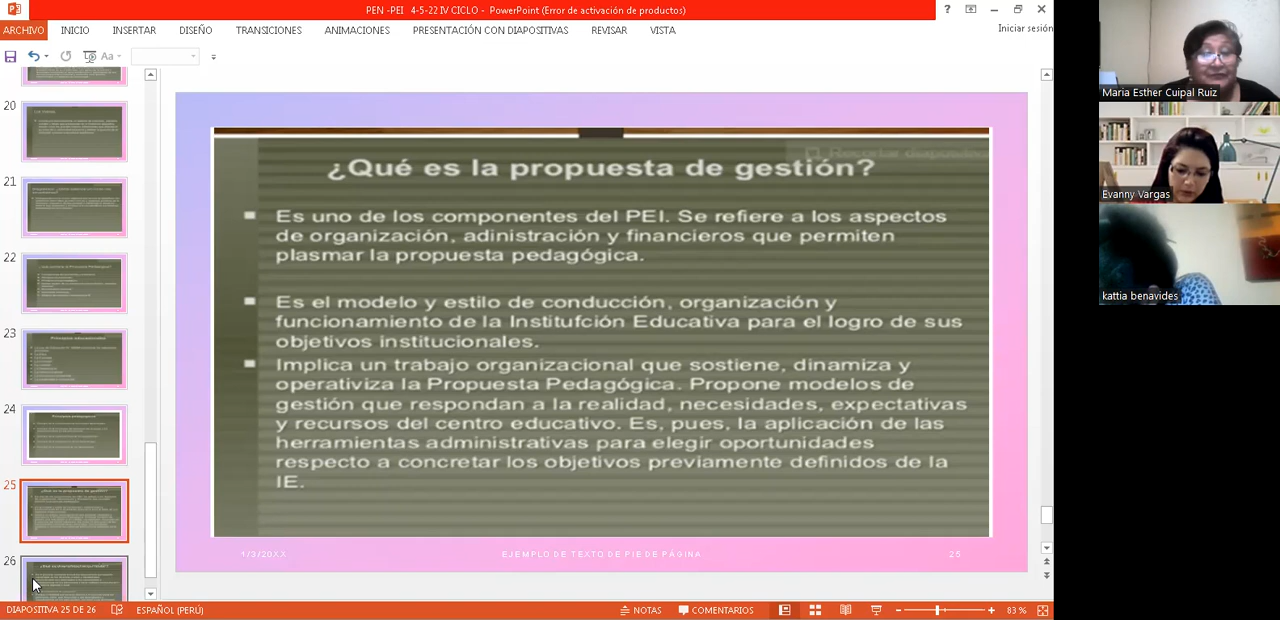 PEN -PEI 4-5-22 IV CICLO - PowerPoint (Error de activación de productos)
?
ARCHIVO INICIO INSERTAR DISEÑO TRANSICIONES ANIMACIONES PRESENTACIÓN CON DIAPOSITIVAS REVISAR VISTA Iniciar sesión
Aa
20
21
22
23
24
25
26
¿Qué es la propuesta de gestión?
Es uno de los componentes del PEI. Se refiere a los aspectos
de organización, adinistración y financieros que permiten
plasmar la propuesta pedagógica.
Es el modelo y estilo de conducción, organización y
funcionamiento de la Institufción Educativa para el logro de sus
objetivos institucionales.
Implica un trabajo organizacional que sostiene, dinamiza y
operativiza la Propuesta Pedagógica. Propone modelos de
gestión que respondan a la realidad, necesidades, expectativas
y recursos del centro educativo. Es, pues, la aplicación de las
herramientas administrativas para elegir oportunidades
respecto a concretar los objetivos previamente definidos de la
IE.
1/3/20XX EJEMPLO DE TEXTO DE PIE DE PÁGINA 25
DIAPOSITIVA 25 DE 26 ESPAÑOL (PERÚ) NOTAS COMENTARIOS 83 %
Maria Esther Cuipal Ruiz
Evanny Vargas
kattia benavides